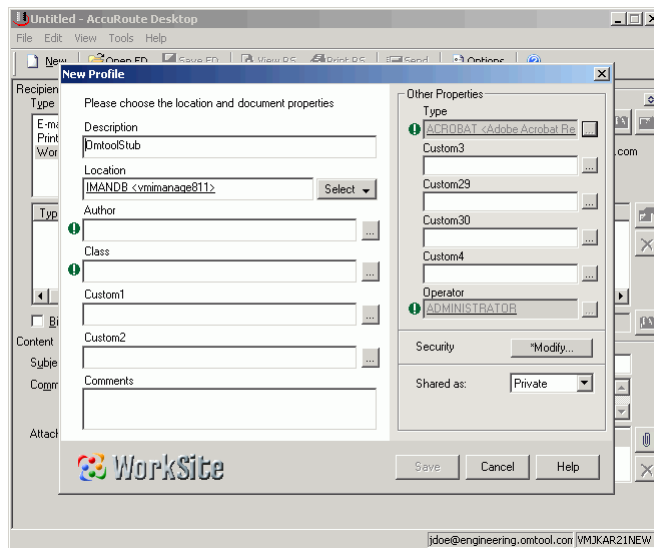 Untitled - AccuRoute Desktop
File Edit View Tools Help
New Open ED Save ED View RS Print RS Send Options
New Profile
Recipien
Type
E-ma
Print
Wor
.com
Please choose the location and document properties
Description
OmtoolStub
Location
IMANDB <vmimanage811>
Select
Author
...
Class
...
Custom1
...
Custom2
...
Comments
Other Properties
Type
ACROBAT <Adobe Acrobat Re
...
Custom3
...
Custom29
...
Custom30
...
Custom4
...
Operator
ADMINISTRATOR
...
Security
*Modify...
Shared as:
Private
Typ
Bi
Content
Subje
Comm
Attach
WorkSite
Save
Cancel
Help
jdoe@engineering.omtool.com
VMJKAR21NEW